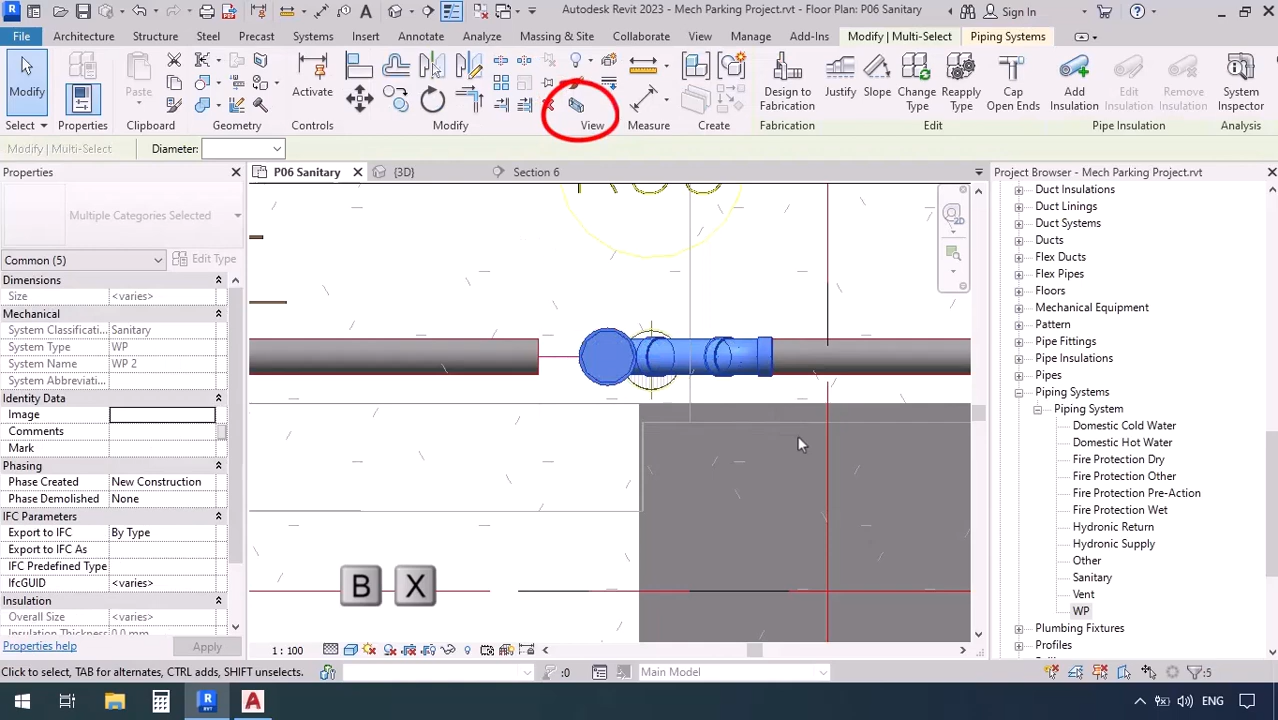 Autodesk Revit 2023 - Mech Parking Project.rvt - Floor Plan: P06 Sanitary
Sign In
File Architecture Structure Steel Precast Systems Insert Annotate Analyze Massing & Site Collaborate View Manage Add-Ins Modify | Multi-Select Piping Systems
Modify
Properties
Paste
Activate
Design to Fabrication
Justify
Slope
Change Type
Reapply Type
Cap Open Ends
Add Insulation
Edit Insulation
Remove Insulation
System Inspector
Select Properties Clipboard Geometry Controls Modify View Measure Create Fabrication Edit Pipe Insulation Analysis
Modify | Multi-Select Diameter:
Properties
P06 Sanitary {3D} Section 6
Project Browser - Mech Parking Project.rvt
Multiple Categories Selected
Common (5) Edit Type
Dimensions
Size <varies>
Mechanical
System Classificati... Sanitary
System Type WP
System Name WP 2
System Abbreviati...
Identity Data
Image
Comments
Mark
Phasing
Phase Created New Construction
Phase Demolished None
IFC Parameters
Export to IFC By Type
Export to IFC As
IFC Predefined Type
IfcGUID <varies>
Insulation
Overall Size <varies>
Insulation Thickness 0.0 mm
Properties help Apply
2D
B X
Duct Insulations
Duct Linings
Duct Systems
Ducts
Flex Ducts
Flex Pipes
Floors
Mechanical Equipment
Pattern
Pipe Fittings
Pipe Insulations
Pipes
Piping Systems
Piping System
Domestic Cold Water
Domestic Hot Water
Fire Protection Dry
Fire Protection Other
Fire Protection Pre-Action
Fire Protection Wet
Hydronic Return
Hydronic Supply
Other
Sanitary
Vent
WP
Plumbing Fixtures
Profiles
1 : 100
Click to select, TAB for alternates, CTRL adds, SHIFT unselects.
:0
Main Model
:5
ENG